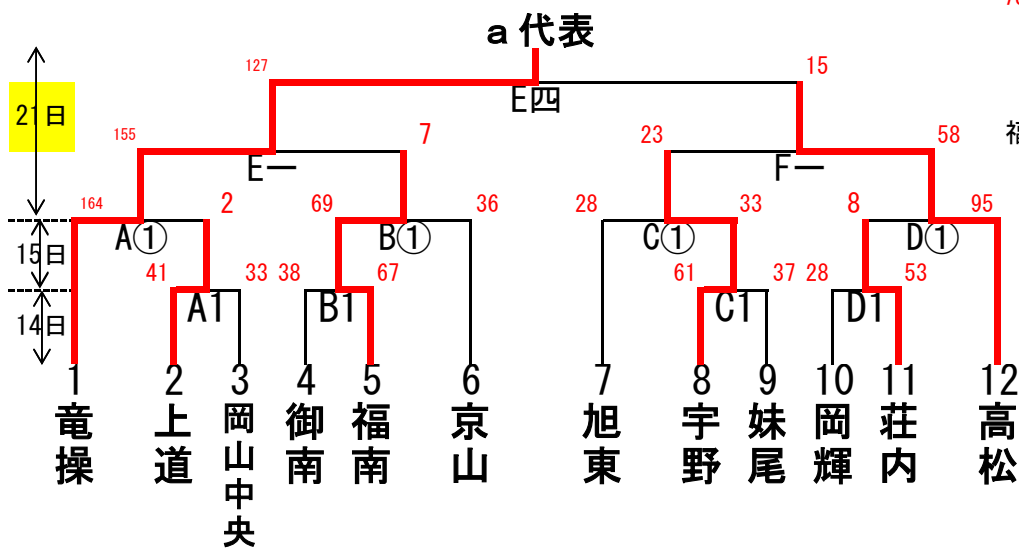 a 代表
127
15
E四
21日
155
7
23
58
福
E一
F一
164
2
69
36
28
33
8
95
A①
B①
C①
D①
15日
41
33
38
67
61
37
28
53
A1
B1
C1
D1
14日
1
2
3
4
5
6
7
8
9
10
11
12
竜操
上道
岡山中央
御南
福南
京山
旭東
宇野
妹尾
岡輝
荘内
高松